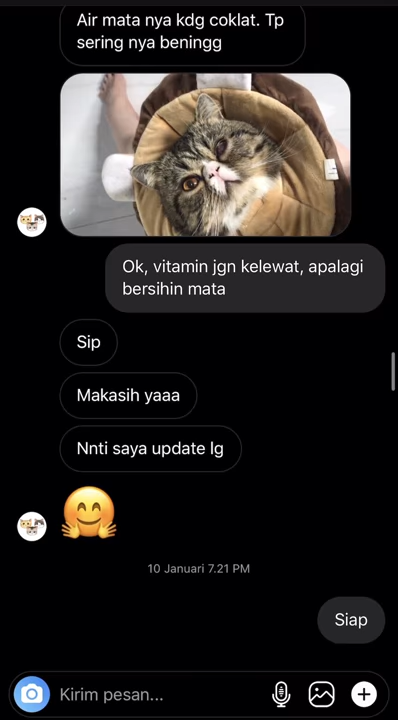 Air mata nya kdg coklat. Tp
sering nya beningg
Ok, vitamin jgn kelewat, apalagi
bersihin mata
Sip
Makasih yaaa
Nnti saya update lg
10 Januari 7.21 PM
Siap
Kirim pesan...